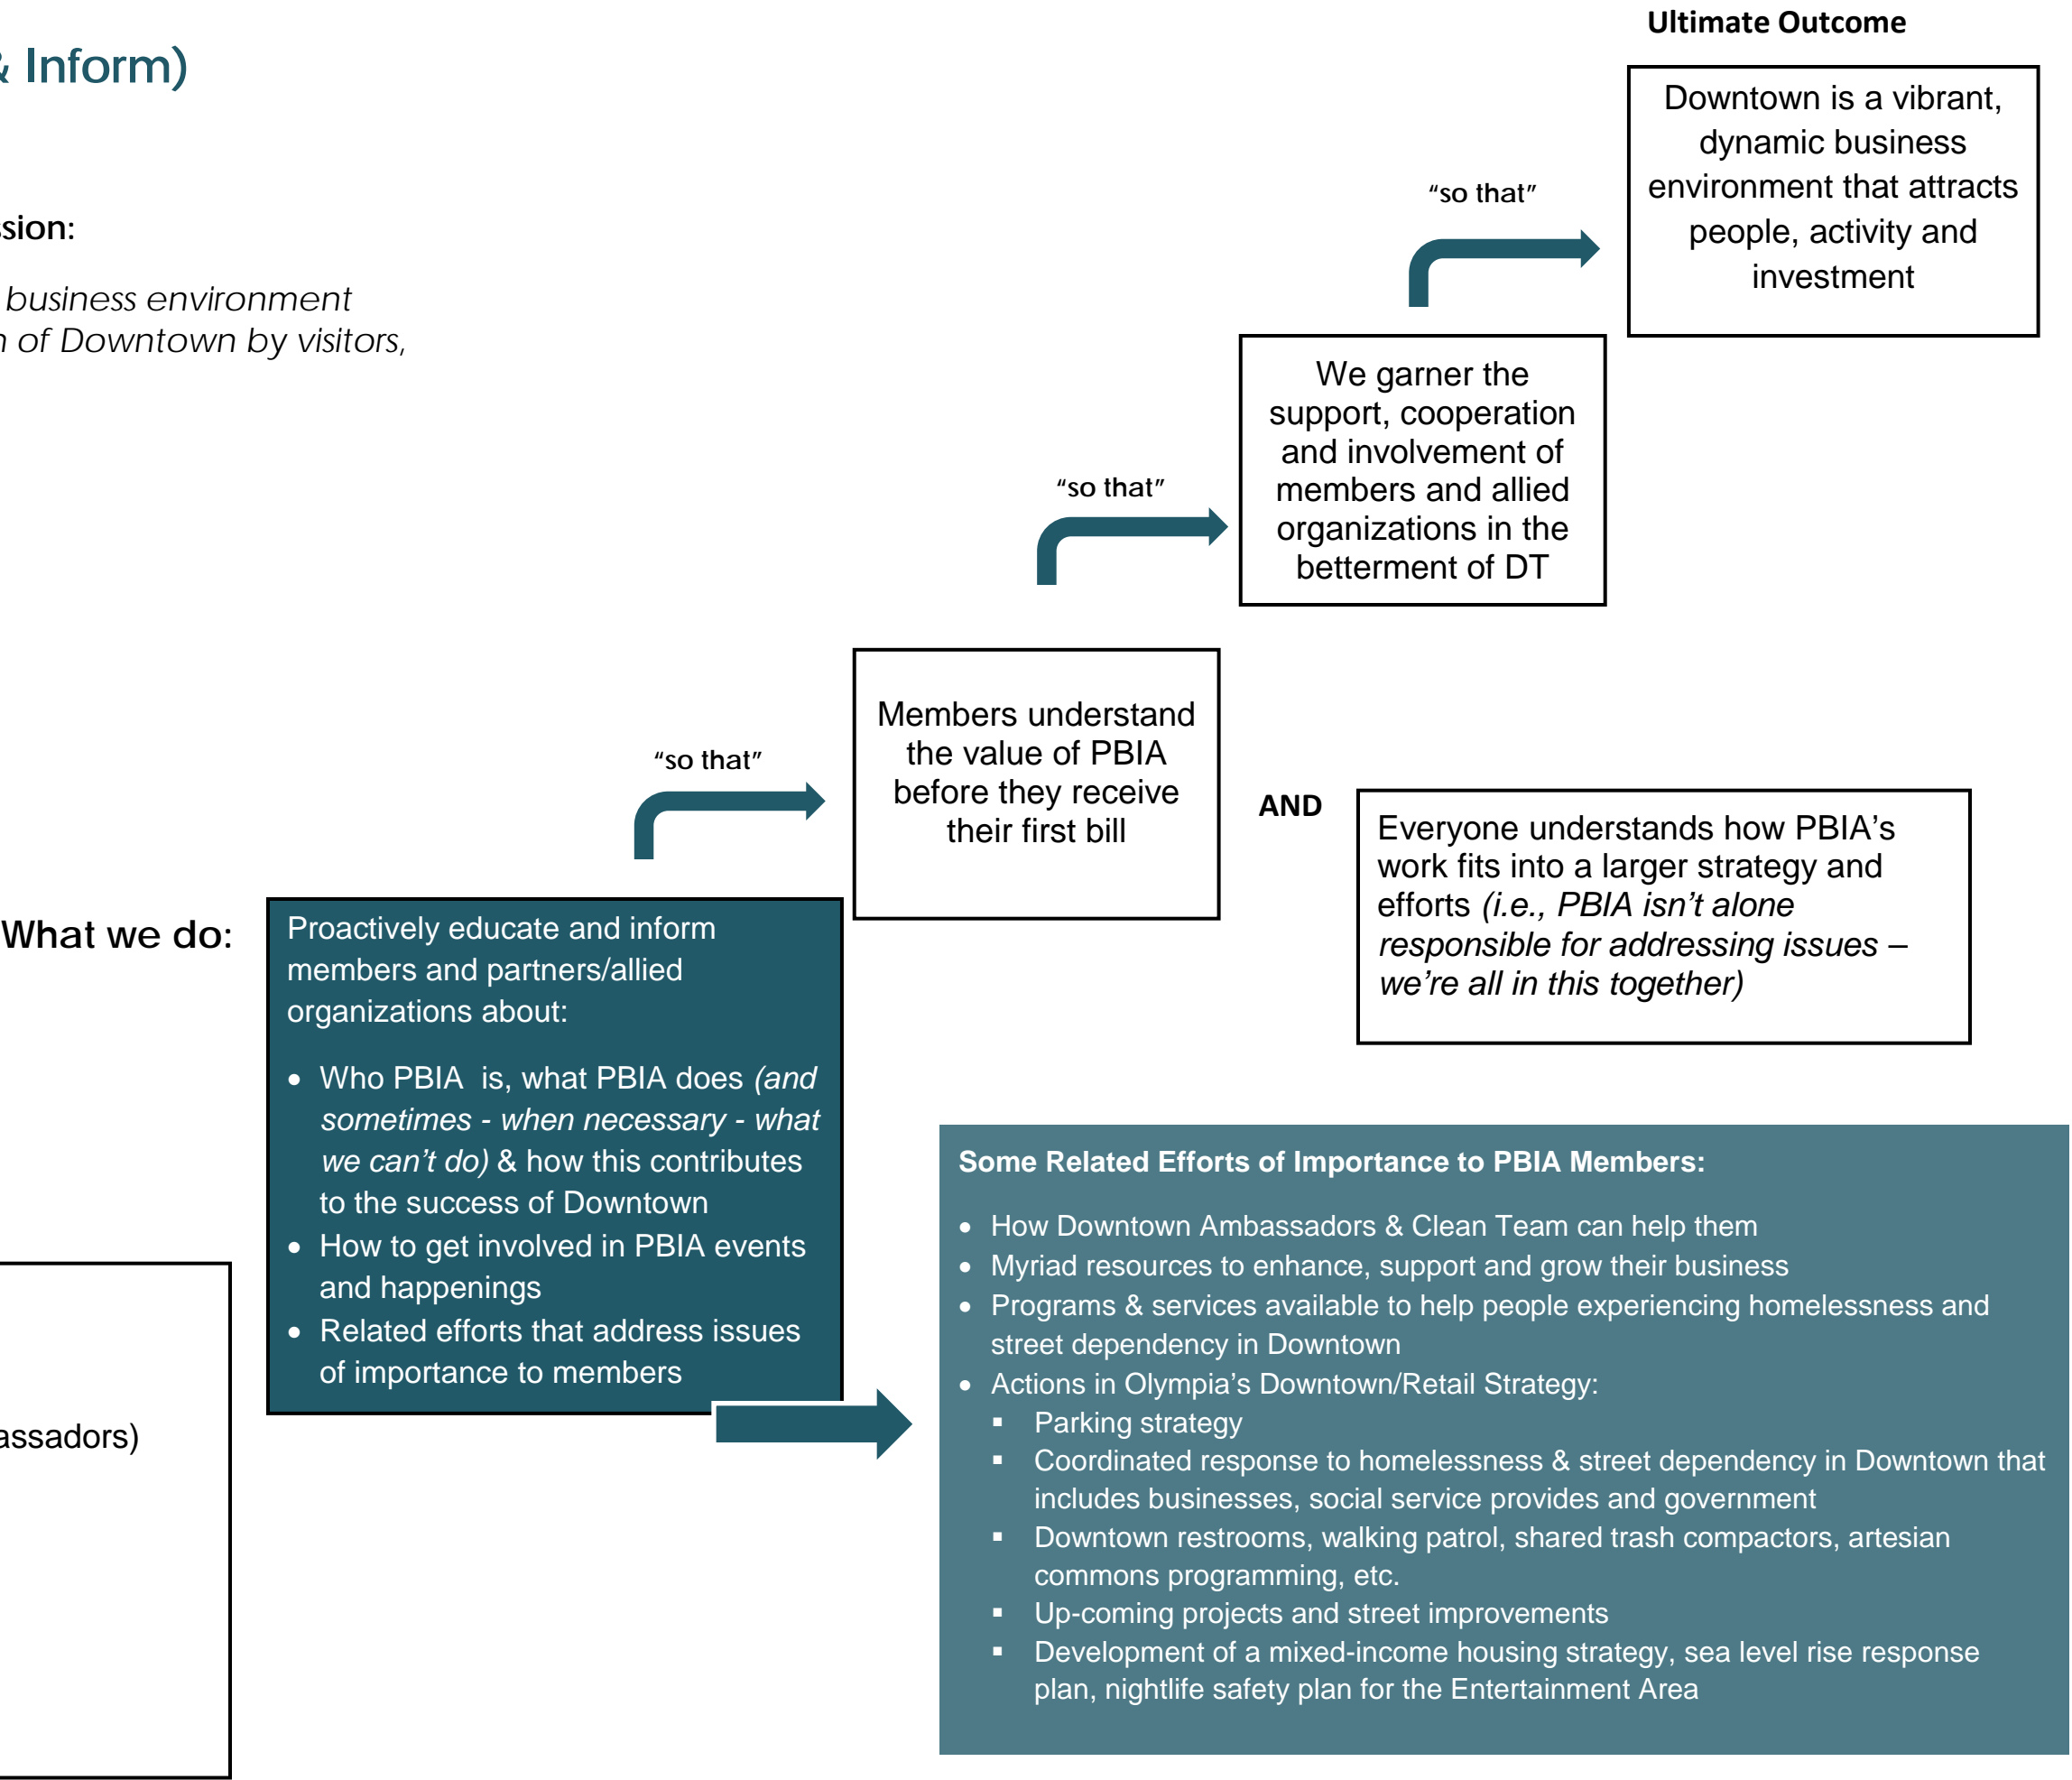 & Inform)
Ultimate Outcome
Downtown is a vibrant,
dynamic business
environment that attracts
people, activity and
investment
"so that"
business environment
of Downtown by visitors,
We garner the
support, cooperation
and involvement of
members and allied
organizations in the
betterment of DT
"so that"
Members understand
the value of PBIA
before they receive
their first bill
"so that"
AND
Everyone understands how PBIA’s
work fits into a larger strategy and
efforts (i.e., PBIA isn’t alone
responsible for addressing issues –
we’re all in this together)
What we do:
Proactively educate and inform
members and partners/allied
organizations about:
• Who PBIA  is, what PBIA does (and
sometimes - when necessary - what
we can’t do) & how this contributes
to the success of Downtown
• How to get involved in PBIA events
and happenings
• Related efforts that address issues
of importance to members
Some Related Efforts of Importance to PBIA Members:
• How Downtown Ambassadors & Clean Team can help them
• Myriad resources to enhance, support and grow their business
• Programs & services available to help people experiencing homelessness and
street dependency in Downtown
• Actions in Olympia’s Downtown/Retail Strategy:
▪ Parking strategy
▪ Coordinated response to homelessness & street dependency in Downtown that
includes businesses, social service provides and government
▪ Downtown restrooms, walking patrol, shared trash compactors, artesian
commons programming, etc.
▪ Up-coming projects and street improvements
▪ Development of a mixed-income housing strategy, sea level rise response
plan, nightlife safety plan for the Entertainment Area